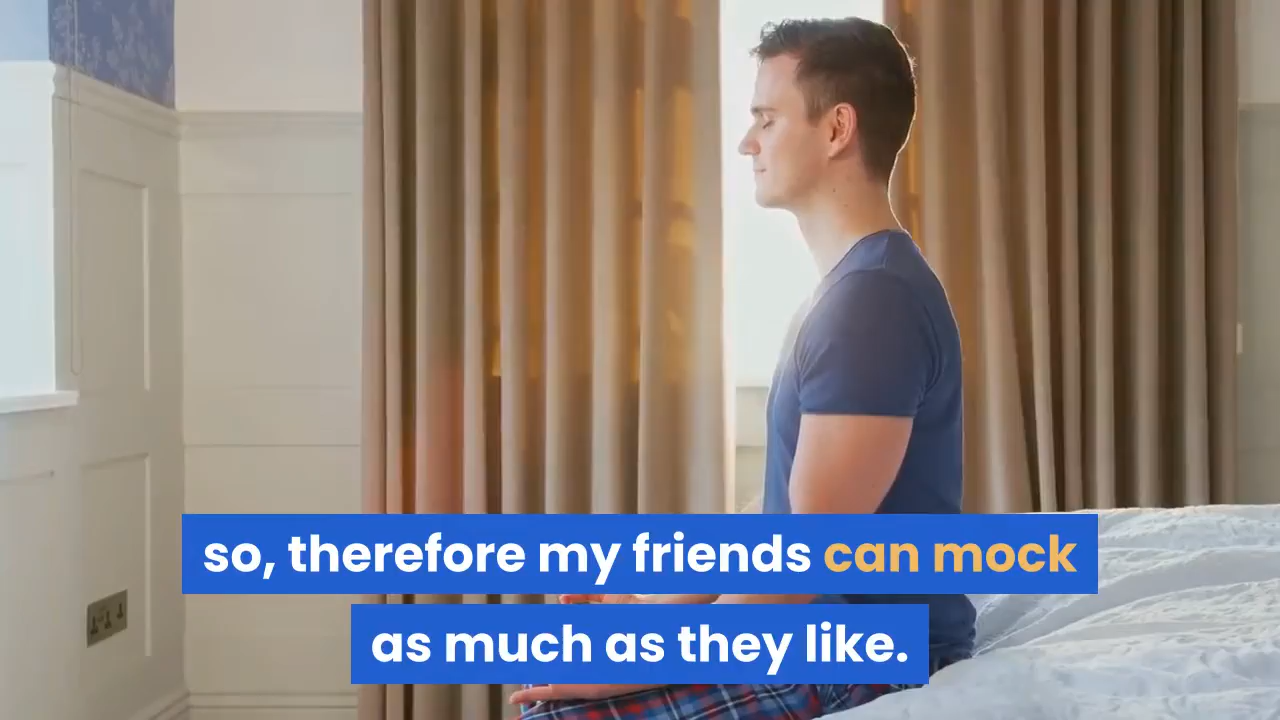 so, therefore my friends can mock
as much as they like.